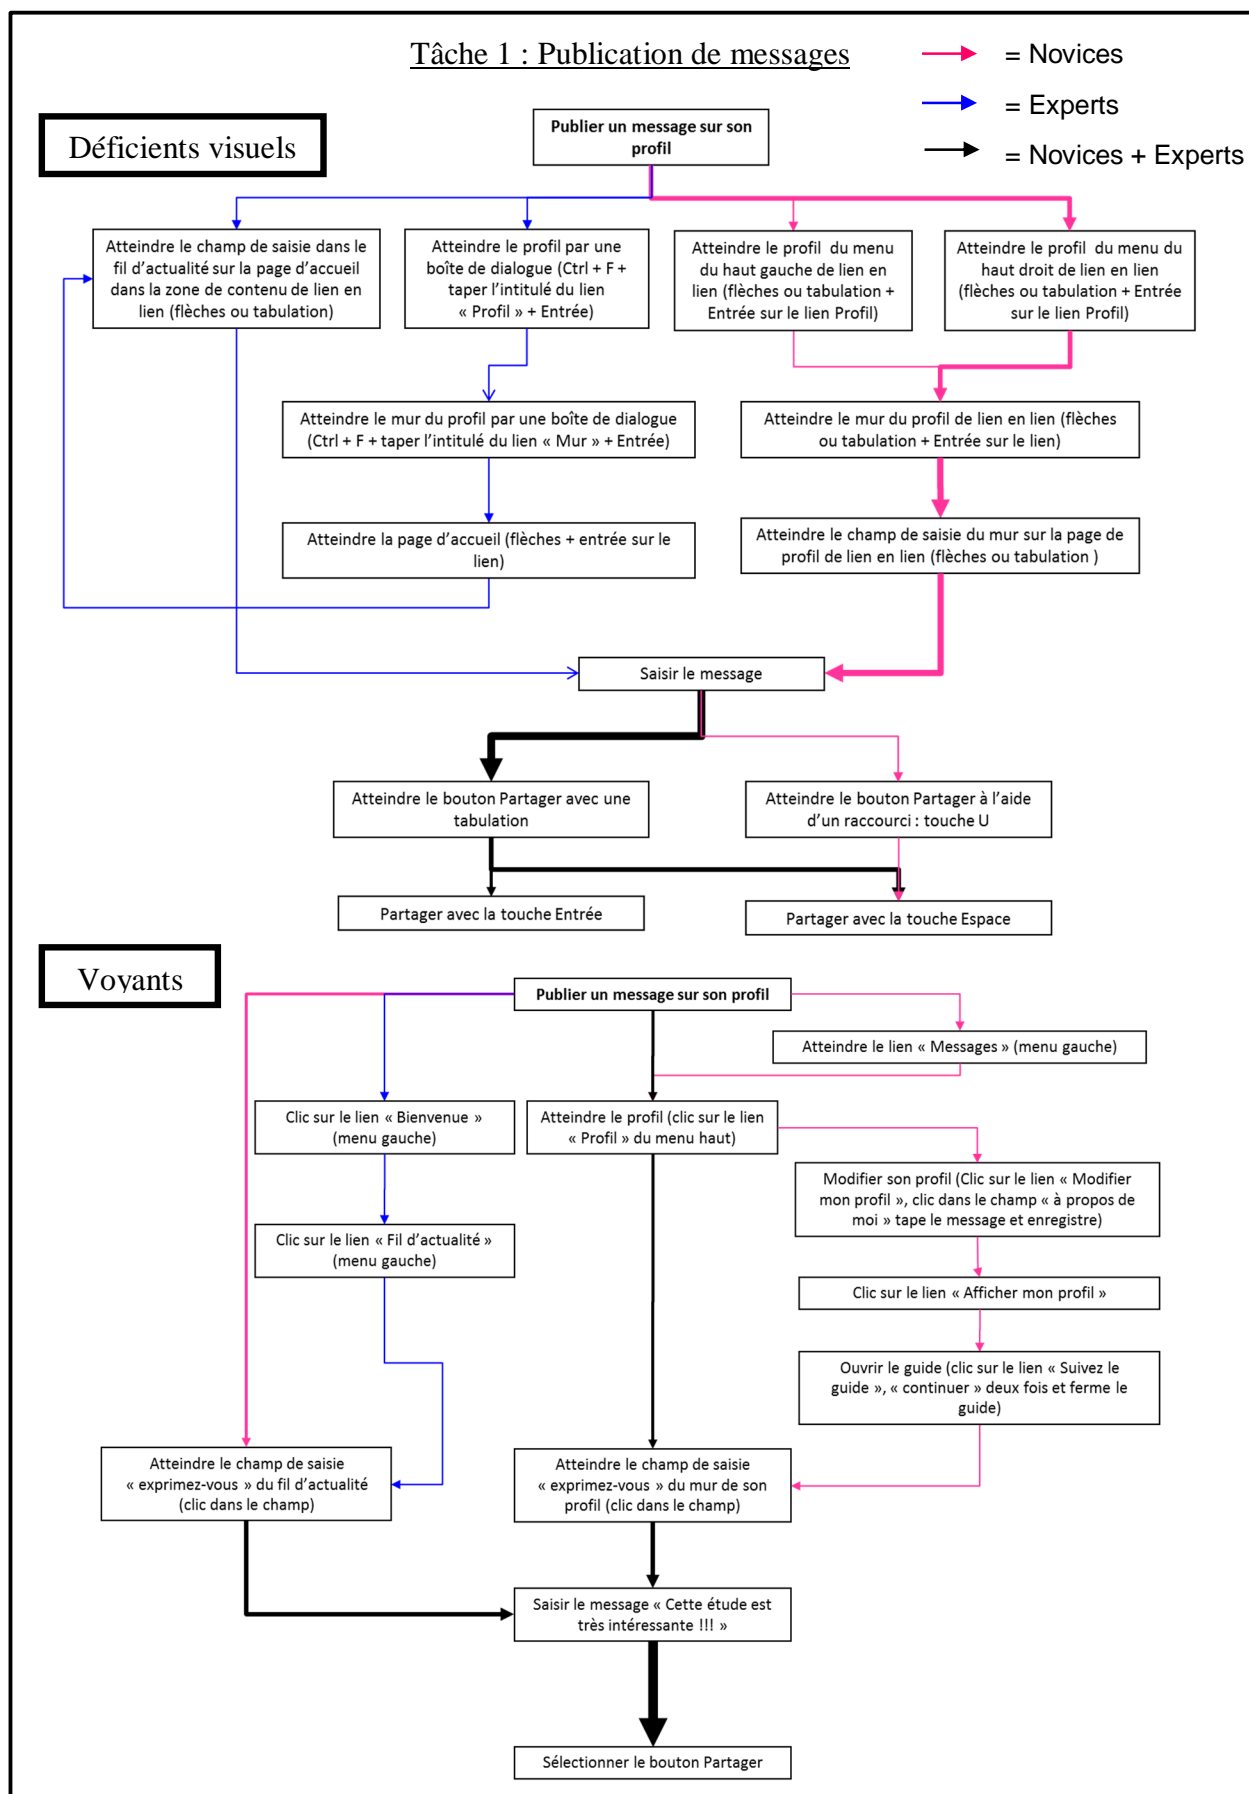 Tâche 1 : Publication de messages
= Novices
= Experts
= Novices + Experts
Déficients visuels
Publier un message sur son
profil
Atteindre le champ de saisie dans le
fil d’actualité sur la page d’accueil
dans la zone de contenu de lien en
lien (flèches ou tabulation)
Atteindre le profil par une
boîte de dialogue (Ctrl + F +
taper l’intitulé du lien
« Profil » + Entrée)
Atteindre le profil du menu
du haut gauche de lien en
lien (flèches ou tabulation +
Entrée sur le lien Profil)
Atteindre le profil du menu du
haut droit de lien en lien
(flèches ou tabulation + Entrée
sur le lien Profil)
Atteindre le mur du profil par une boîte de dialogue
(Ctrl + F + taper l’intitulé du lien « Mur » + Entrée)
Atteindre le mur du profil de lien en lien (flèches
ou tabulation + Entrée sur le lien)
Atteindre la page d’accueil (flèches + entrée sur le
lien)
Atteindre le champ de saisie du mur sur la page de
profil de lien en lien (flèches ou tabulation )
Saisir le message
Atteindre le bouton Partager avec une
tabulation
Atteindre le bouton Partager à l’aide
d’un raccourci : touche U
Partager avec la touche Entrée
Partager avec la touche Espace
Voyants
Publier un message sur son profil
Atteindre le lien « Messages » (menu gauche)
Clic sur le lien « Bienvenue »
(menu gauche)
Atteindre le profil (clic sur le lien
« Profil » du menu haut)
Modifier son profil (Clic sur le lien « Modifier
mon profil », clic dans le champ « à propos de
moi » tape le message et enregistre)
Clic sur le lien « Fil d’actualité »
(menu gauche)
Clic sur le lien « Afficher mon profil »
Ouvrir le guide (clic sur le lien « Suivez le
guide », « continuer » deux fois et ferme le
guide)
Atteindre le champ de saisie
« exprimez-vous » du fil d’actualité
(clic dans le champ)
Atteindre le champ de saisie
« exprimez-vous » du mur de son
profil (clic dans le champ)
Saisir le message « Cette étude est
très intéressante !!! »
Sélectionner le bouton Partager